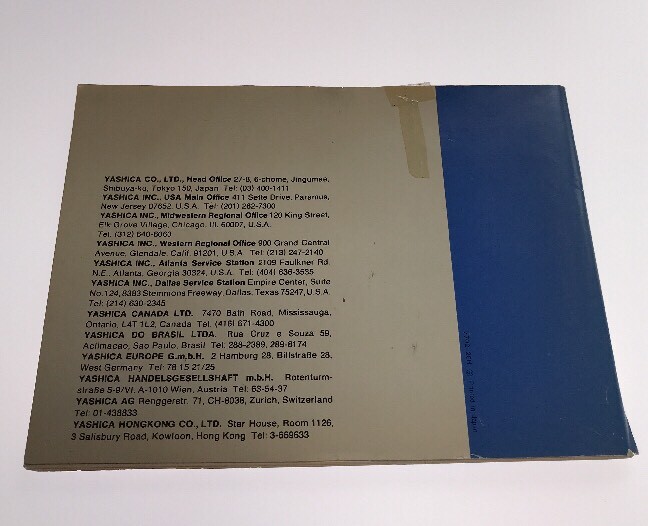 YASHICA CO., LTD., Head Office 27-8, 6-chome, Jingumae,
Shibuya-ku, Tokyo 150, Japan Tel: (03) 400-1411
YASHICA INC., USA Main Office 411 Sette Drive, Paramus,
New Jersey 07652, U.S.A. Tel: (201) 262-7300
YASHICA INC., Midwestern Regional Office 120 King Street,
Elk Grove Village, Chicago, Ill. 60007, U.S.A.
Tel: (312) 640-6060
YASHICA INC., Western Regional Office 900 Grand Central
Avenue, Glendale, Calif. 91201, U.S.A. Tel: (213) 247-2140
YASHICA INC., Atlanta Service Station 2109 Faulkner Rd.
N.E., Atlanta, Georgia 30324, U.S.A. Tel: (404) 636-3535
YASHICA INC., Dallas Service Station Empire Center, Suite
No. 124, 8383 Stemmons Freeway, Dallas, Texas 75247, U.S.A.
Tel: (214) 630-2345
YASHICA CANADA LTD. 7470 Bath Road, Mississauga,
Ontario, L4T 1L2, Canada Tel. (416) 671-4300
YASHICA DO BRASIL LTDA. Rua Cruz e Souza 59,
Aclimacao, Sao Paulo, Brasil Tel: 288-2389, 289-6174
YASHICA EUROPE G.m.b.H. 2 Hamburg 28, Billstraße 28,
West Germany Tel: 78 15 21/25
YASHICA HANDELSGESELLSHAFT m.b.H. Rotenturm-
straße 5-9/VI, A-1010 Wien, Austria Tel: 63-54-37
YASHICA AG Renggerstr. 71, CH-8038, Zurich, Switzerland
Tel: 01-438833
YASHICA HONGKONG CO., LTD. Star House, Room 1126,
3 Salisbury Road, Kowloon, Hong Kong Tel: 3-669633